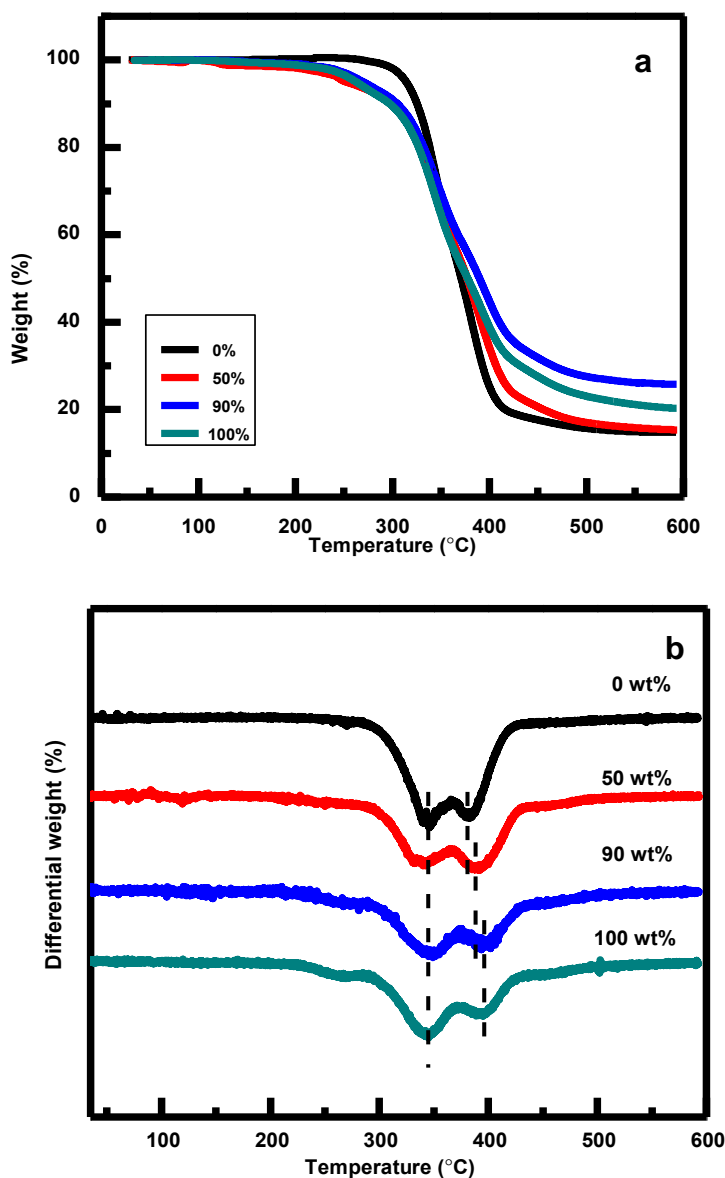 a
100
80
60
40
20
0
Weight (%)
0%
50%
90%
100%
0 100 200 300 400 500 600
Temperature (°C)
b
0 wt%
50 wt%
90 wt%
100 wt%
Differential weight (%)
100 200 300 400 500 600
Temperature (°C)